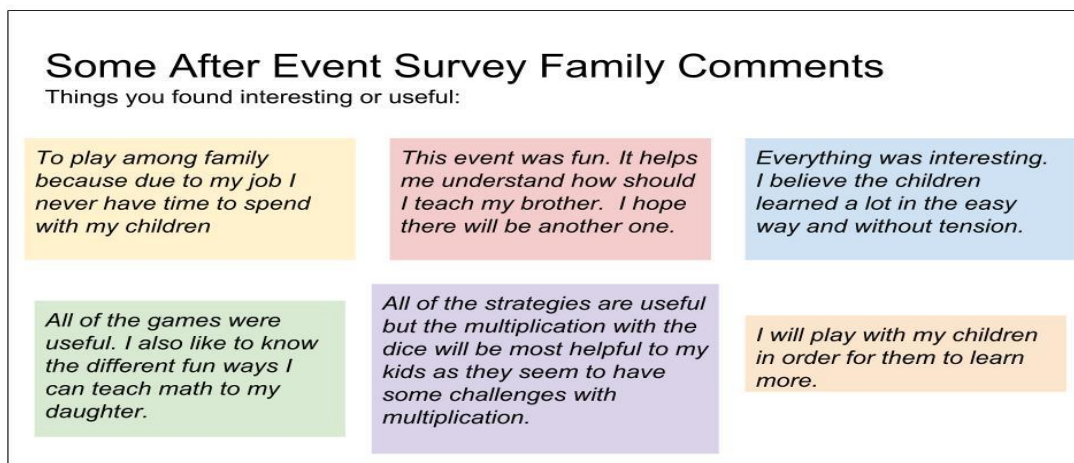 Some After Event Survey Family Comments
Things you found interesting or useful:
To play among family
because due to my job I
never have time to spend
with my children
This event was fun. It helps
me understand how should
I teach my brother.  I hope
there will be another one.
Everything was interesting.
I believe the children
learned a lot in the easy
way and without tension.
All of the games were
useful. I also like to know
the different fun ways I
can teach math to my
daughter.
All of the strategies are useful
but the multiplication with the
dice will be most helpful to my
kids as they seem to have
some challenges with
multiplication.
I will play with my children
in order for them to learn
more.